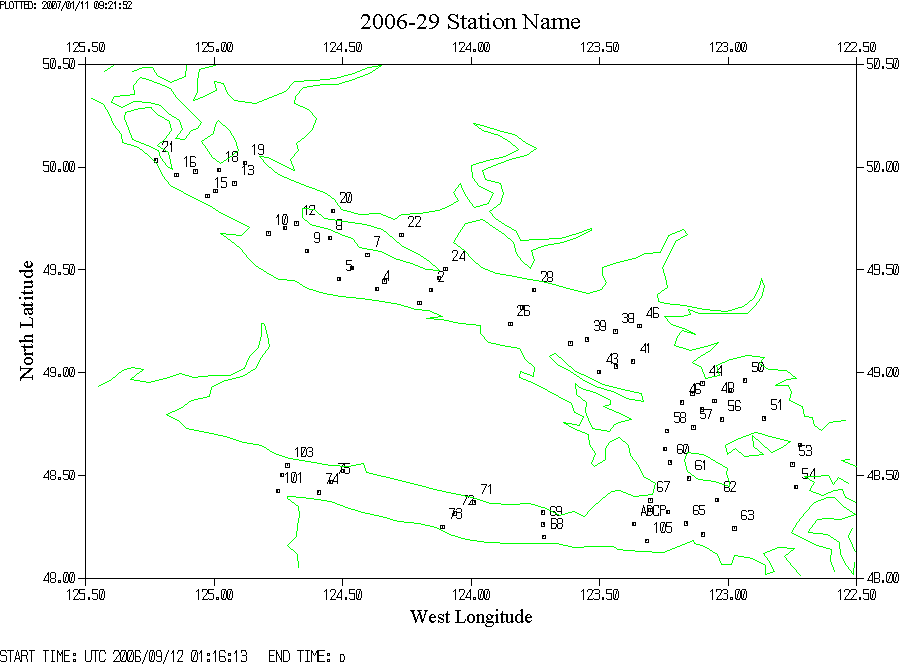 PLOTTED: 2007/01/11 09:21:52
2006-29 Station Name
125.50 125.00 124.50 124.00 123.50 123.00 122.50
50.50 50.50
21 16 18 19 13
50.00 50.00
15 20
10 12 9 8 7 22
24
49.50 49.50
5 4 2 28
26
39 38 46
43 41
49.00 49.00
44 50
46 48
58 57 56 51
103 60 53
48.50 48.50
101 74 61 54
71 67 62
72 73 69 65 63
68 105
48.00 48.00
125.50 125.00 124.50 124.00 123.50 123.00 122.50
North Latitude
West Longitude
START TIME: UTC 2006/09/12 01:16:13 END TIME: 0